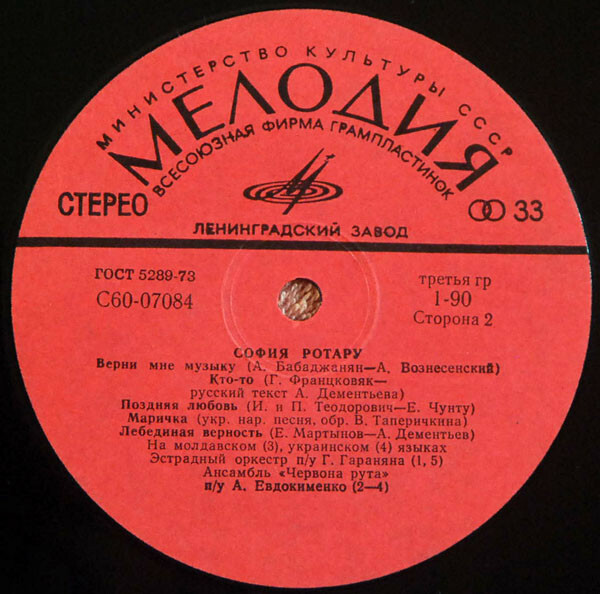 МИНИСТЕРСТВО КУЛЬТУРЫ СССР
МЕЛОДИЯ
ВСЕСОЮЗНАЯ ФИРМА ГРАМПЛАСТИНОК
СТЕРЕО
33
ЛЕНИНГРАДСКИЙ ЗАВОД
ГОСТ 5289-73
третья гр
С60-07084
1-90
Сторона 2
СОФИЯ РОТАРУ
Верни мне музыку (А. Бабаджанян—А. Вознесенский)
Кто-то (Г. Францковяк—
русский текст А. Дементьева)
Поздняя любовь (И. и П. Теодорович—Е. Чунту)
Маричка (укр. нар. песня, обр. В. Таперичкина)
Лебединая верность (Е. Мартынов—А. Дементьев)
На молдавском (3), украинском (4) языках
Эстрадный оркестр п/у Г. Гараняна (1, 5)
Ансамбль «Червона рута»
п/у А. Евдокименко (2—4)